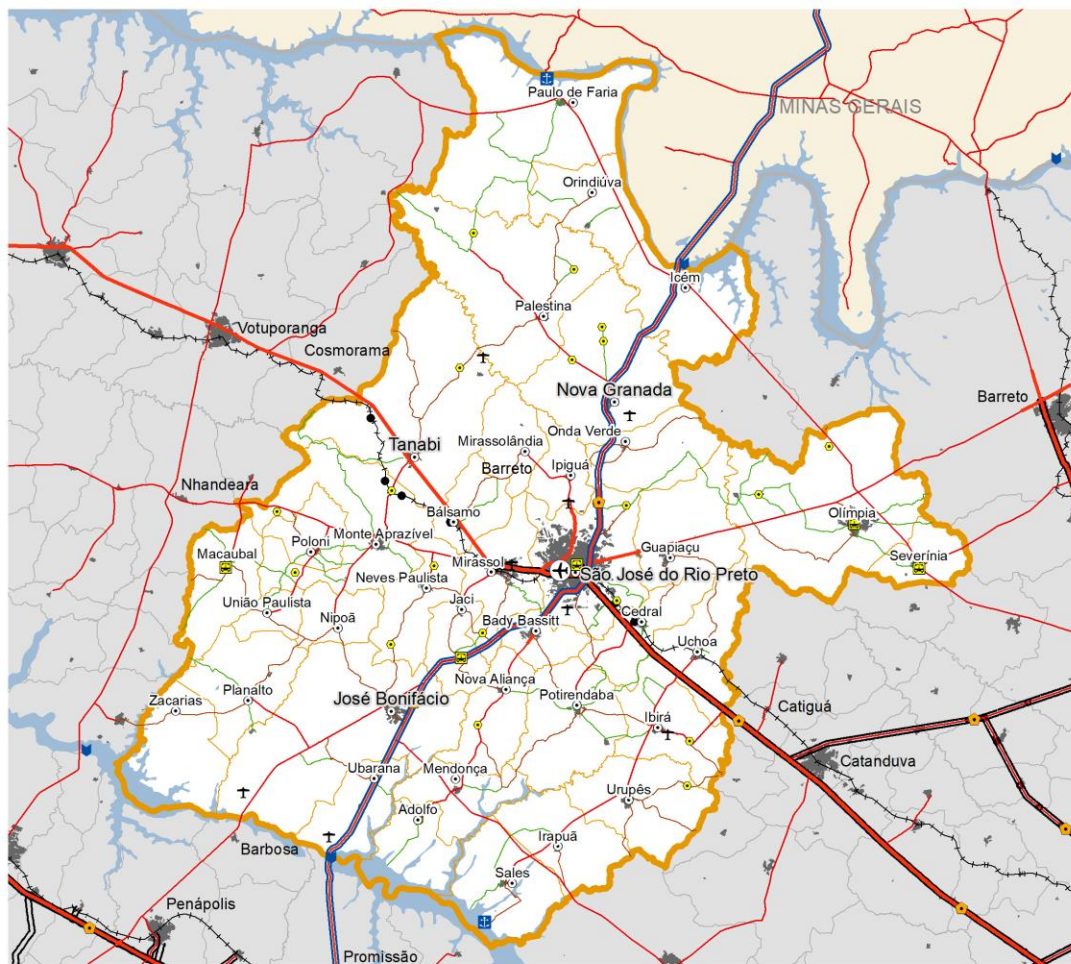 Paulo de Faria
MINAS GERAIS
Orindiúva
Icém
Palestina
Votuporanga
Cosmorama
Nova Granada
Barreto
Onda Verde
Tanabi
Mirassolândia
Barreto
Ipiguá
Nhandeara
Bálsamo
Olímpia
Poloni
Monte Aprazível
Macaubal
Guapiaçu
Severínia
Mirassol
São José do Rio Preto
Neves Paulista
União Paulista
Jaci
Cedral
Nipoã
Bady Bassitt
Uchoa
Nova Aliança
Planalto
Zacarias
José Bonifácio
Potirendaba
Catiguá
Ibirá
Catanduva
Ubarana
Mendonça
Urupês
Adolfo
Barbosa
Irapuã
Sales
Penápolis
Promissão